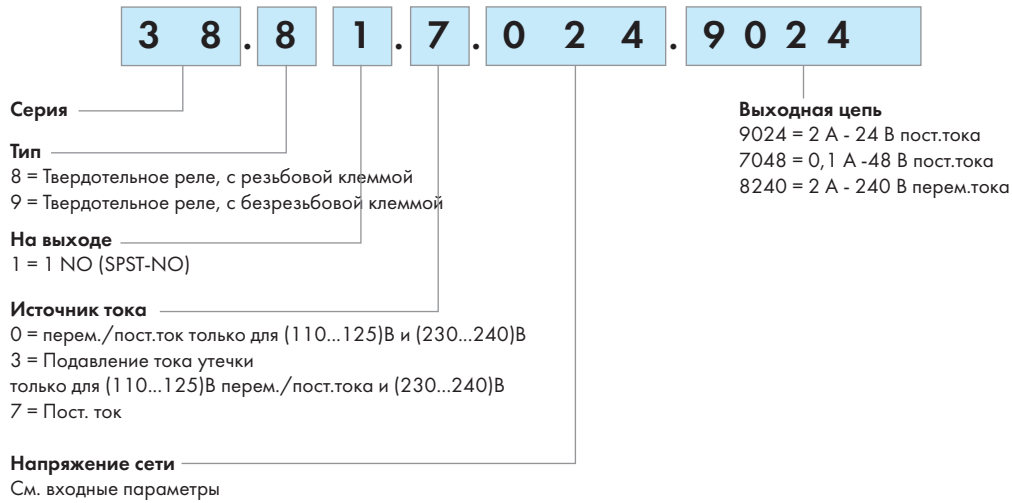 3 8 . 8 1 . 7 . 0 2 4 . 9 0 2 4
Серия
Тип
8 = Твердотельное реле, с резьбовой клеммой
9 = Твердотельное реле, с безрезьбовой клеммой
На выходе
1 = 1 NO (SPST-NO)
Источник тока
0 = перем./пост.ток только для (110...125)В и (230...240)В
3 = Подавление тока утечки
только для (110...125)В перем./пост.тока и (230...240)В
7 = Пост. ток
Напряжение сети
См. входные параметры
Выходная цепь
9024 = 2 А - 24 В пост.тока
7048 = 0,1 А -48 В пост.тока
8240 = 2 А - 240 В перем.тока